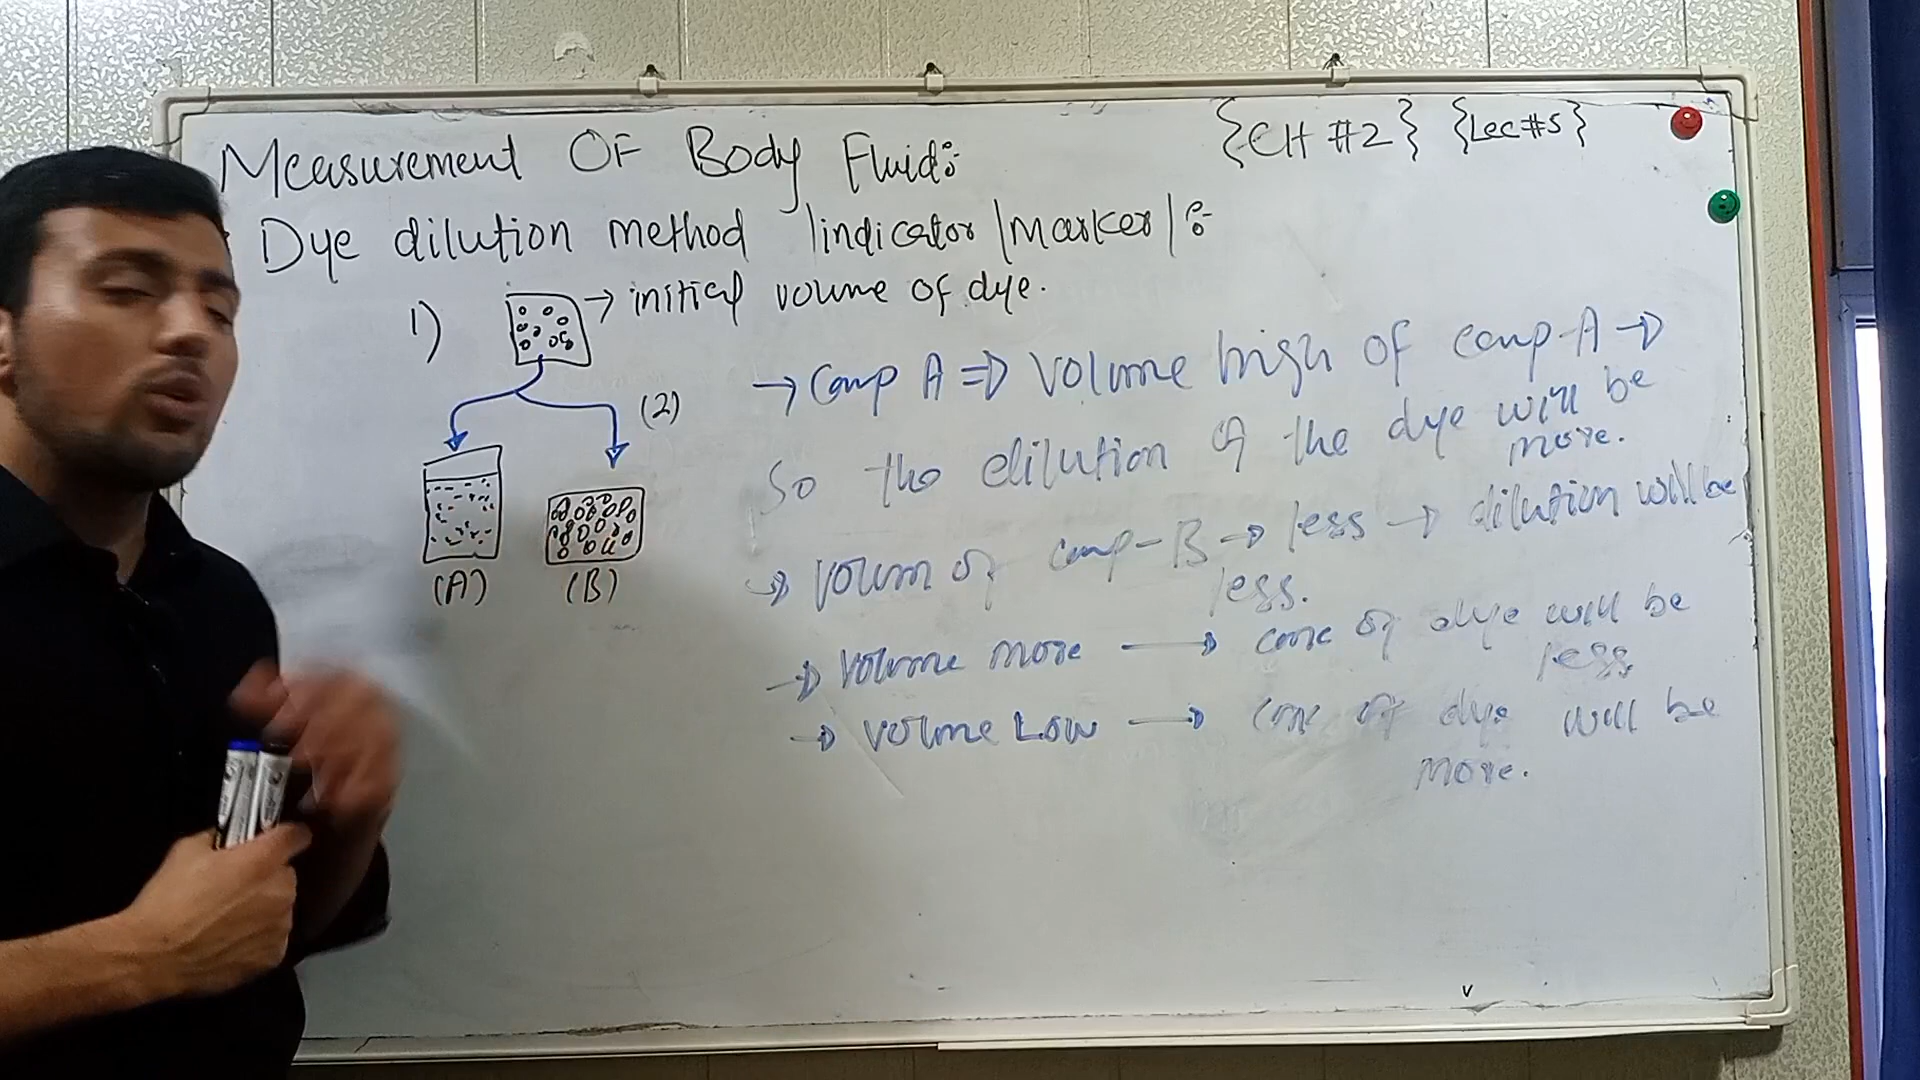 Measurement OF Body Fluid:-
{CH #2} {Lec#5}
Dye dilution method |indicator |marker| :-
1)
→ initial volume of dye.
(2)
(A)
(B)
→ Comp A ⇒ volume high of comp-A →
So the dilution of the dye will be
more.
→ volum of comp-B → less → dilution will be
less.
→ Volume more → conc of dye will be
less
→ volume Low → conc of dye will be
more.